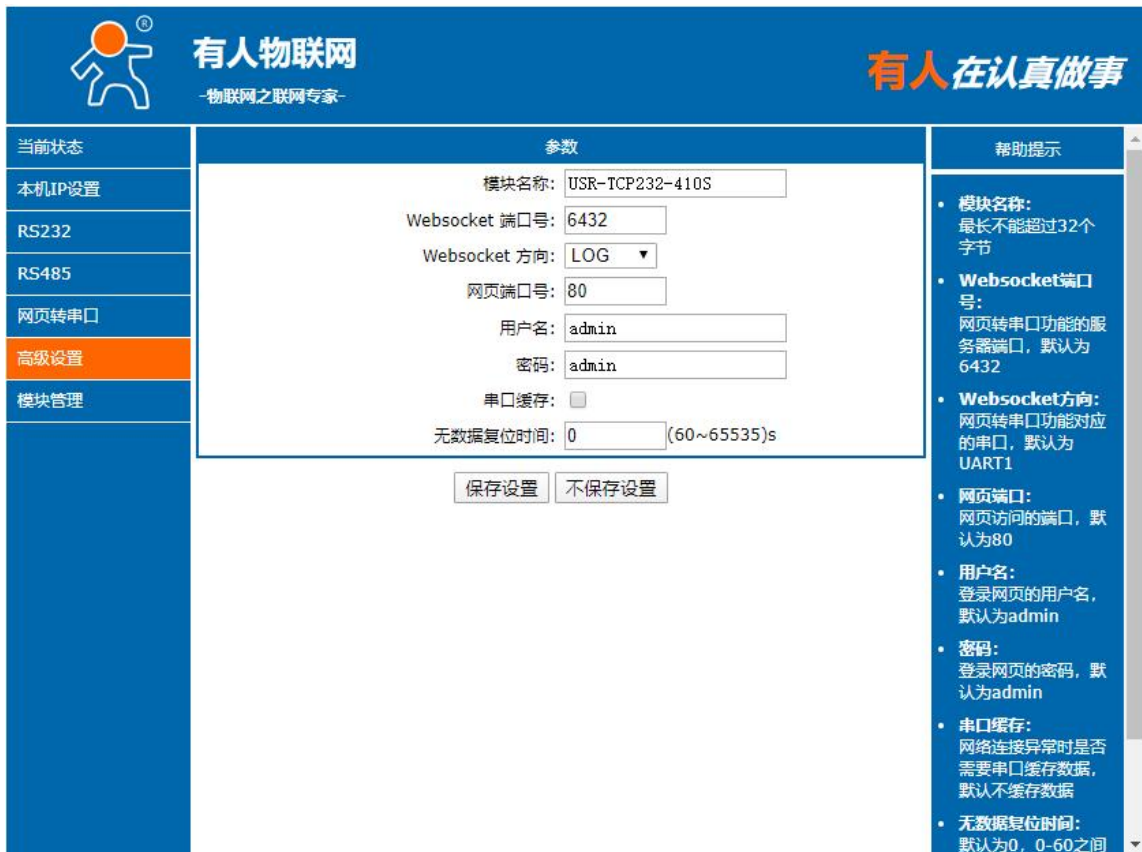 ®
有人物联网
-物联网之联网专家-
有人在认真做事
当前状态
本机IP设置
RS232
RS485
网页转串口
高级设置
模块管理
参数
模块名称: USR-TCP232-410S
Websocket 端口号: 6432
Websocket 方向: LOG
网页端口号: 80
用户名: admin
密码: admin
串口缓存:
无数据复位时间: 0 (60~65535)s
保存设置 不保存设置
帮助提示
• 模块名称:
最长不能超过32个
字节
• Websocket端口
号:
网页转串口功能的服
务器端口，默认为
6432
• Websocket方向:
网页转串口功能对应
的串口，默认为
UART1
• 网页端口:
网页访问的端口，默
认为80
• 用户名:
登录网页的用户名，
默认为admin
• 密码:
登录网页的密码，默
认为admin
• 串口缓存:
网络连接异常时是否
需要串口缓存数据，
默认不缓存数据
• 无数据复位时间:
默认为0，0-60之间